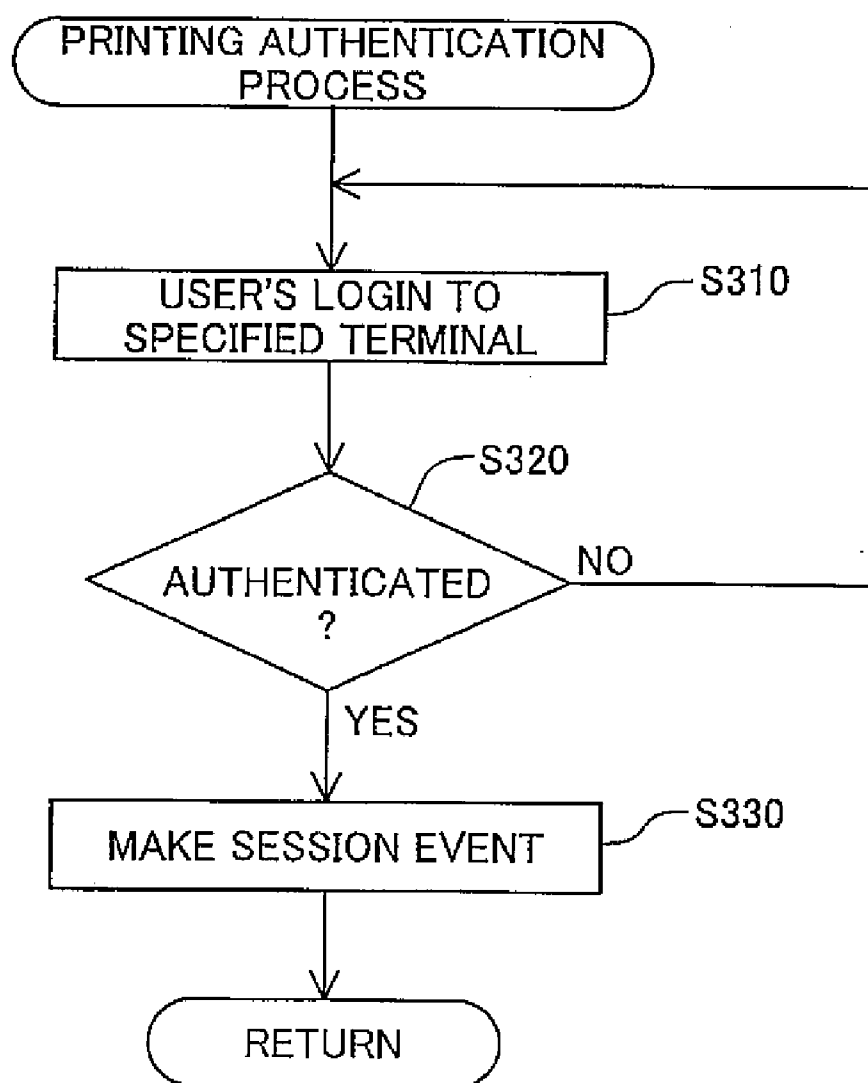 PRINTING AUTHENTICATION
PROCESS
USER'S LOGIN TO
SPECIFIED TERMINAL
S310
S320
AUTHENTICATED
?
NO
YES
MAKE SESSION EVENT
S330
RETURN